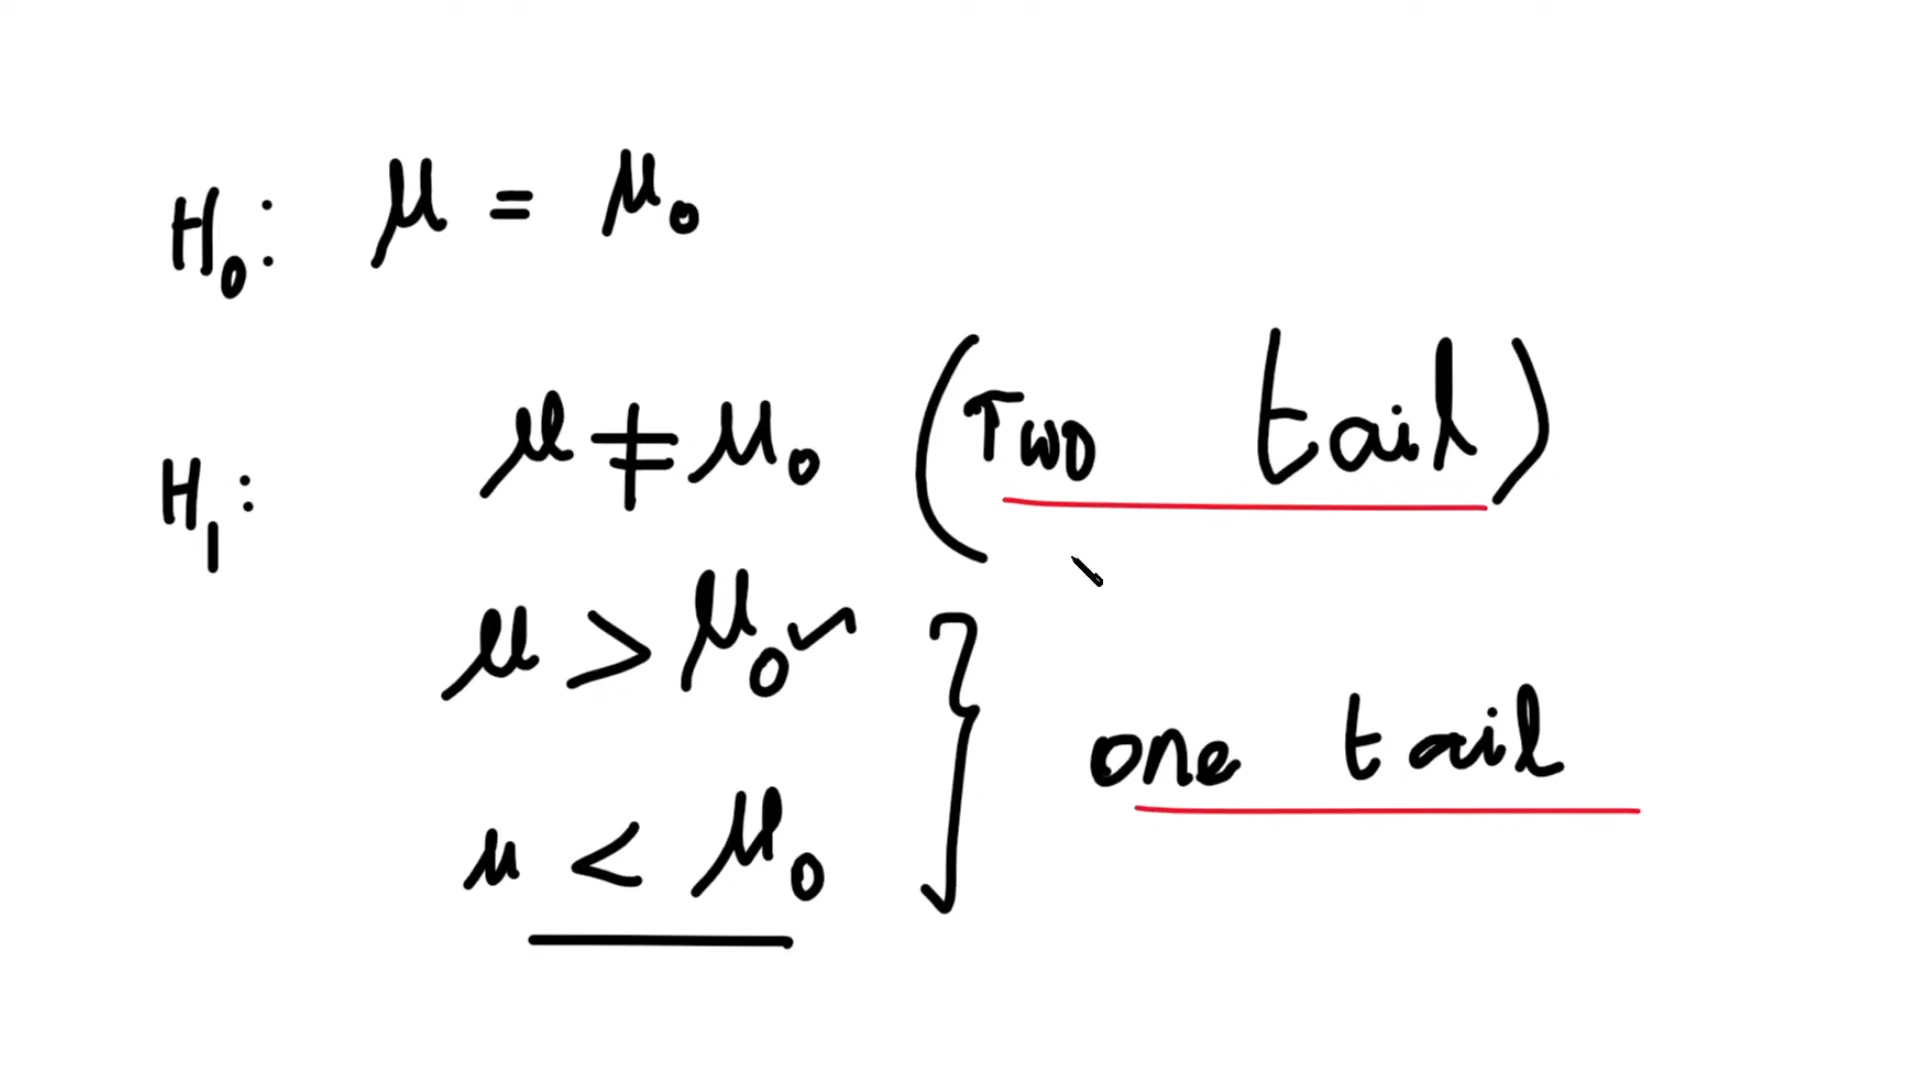 H₀: μ = μ₀
H₁: μ ≠ μ₀ (Two tail)
μ > μ₀ ✓
} one tail
μ < μ₀